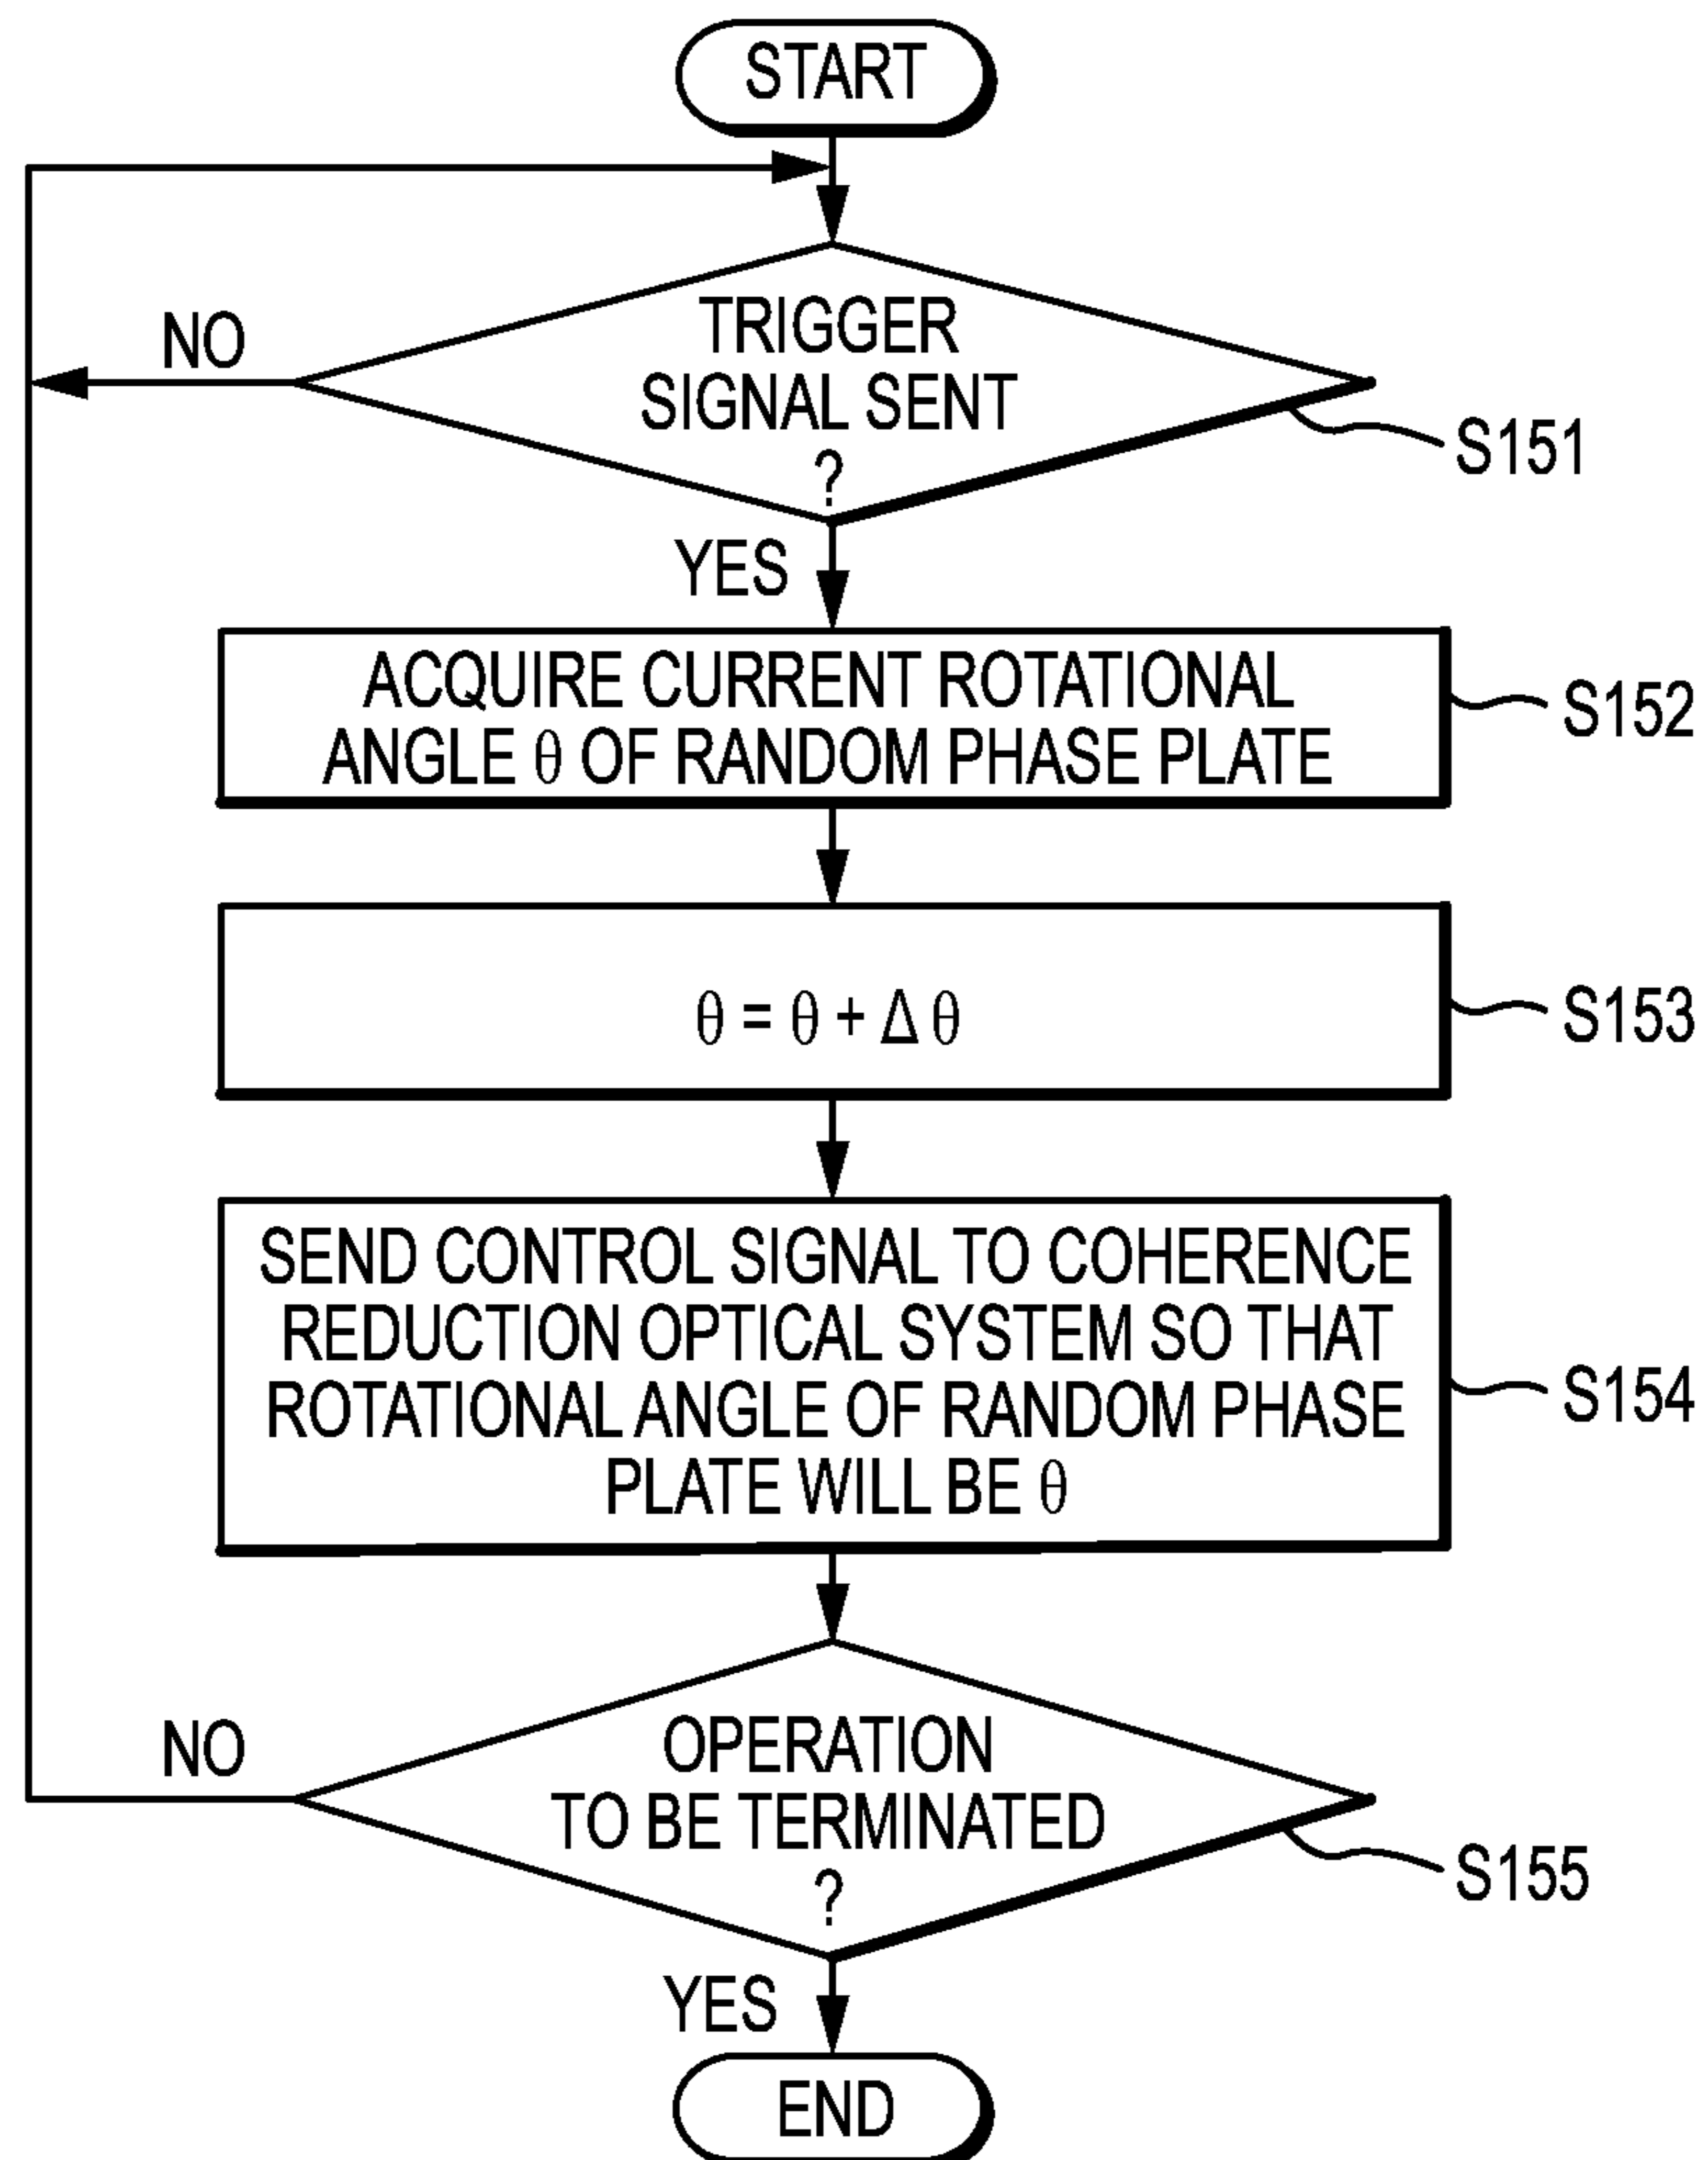 START
NO
TRIGGER
SIGNAL SENT
?
S151
YES
ACQUIRE CURRENT ROTATIONAL
ANGLE θ OF RANDOM PHASE PLATE
S152
θ = θ + Δ θ
S153
SEND CONTROL SIGNAL TO COHERENCE
REDUCTION OPTICAL SYSTEM SO THAT
ROTATIONAL ANGLE OF RANDOM PHASE
PLATE WILL BE θ
S154
NO
OPERATION
TO BE TERMINATED
?
S155
YES
END